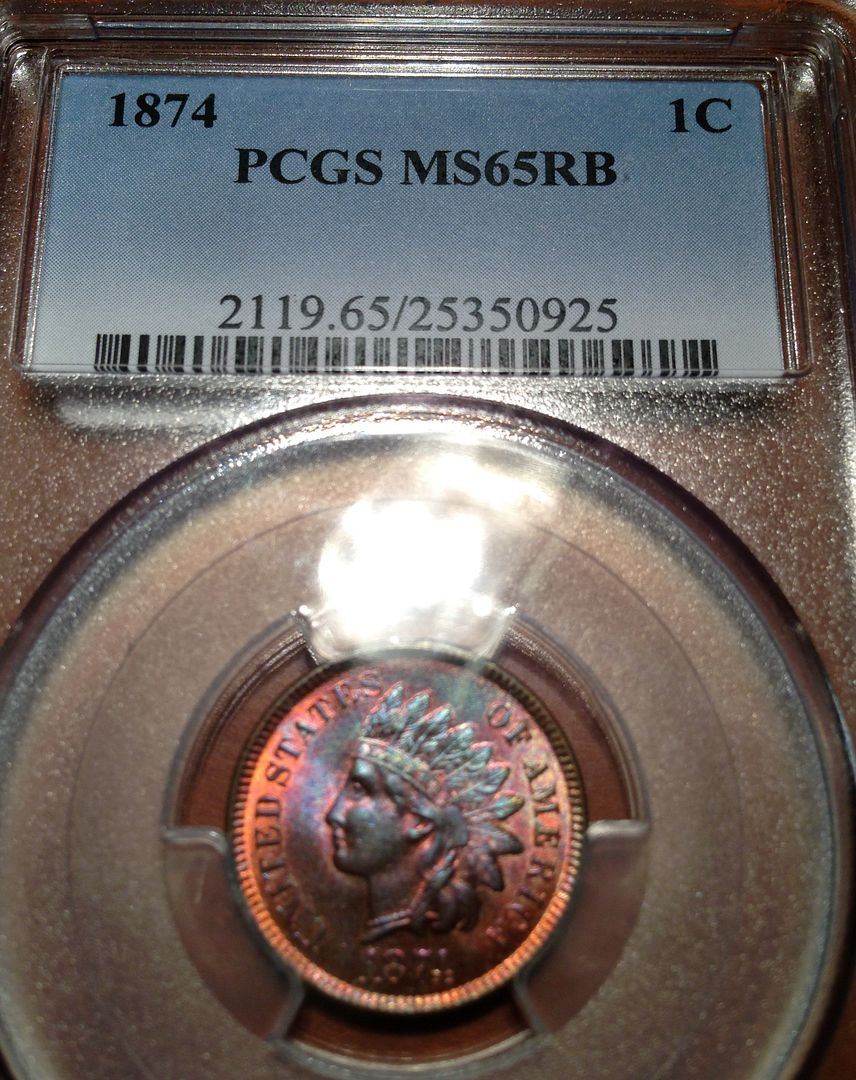 1874 1C
PCGS MS65RB
2119.65/25350925
UNITED STATES OF AMERICA